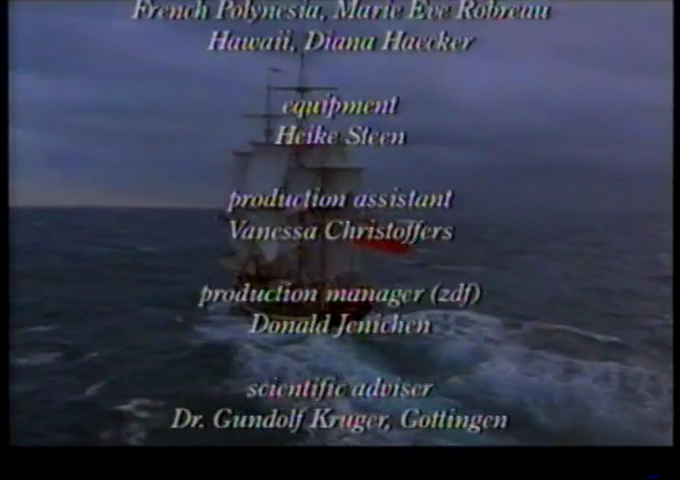 French Polynesia, Marie Eve Robreau
Hawaii, Diana Haecker
equipment
Heike Steen
production assistant
Vanessa Christoffers
production manager (zdf)
Donald Jenichen
scientific adviser
Dr. Gundolf Kruger, Gottingen